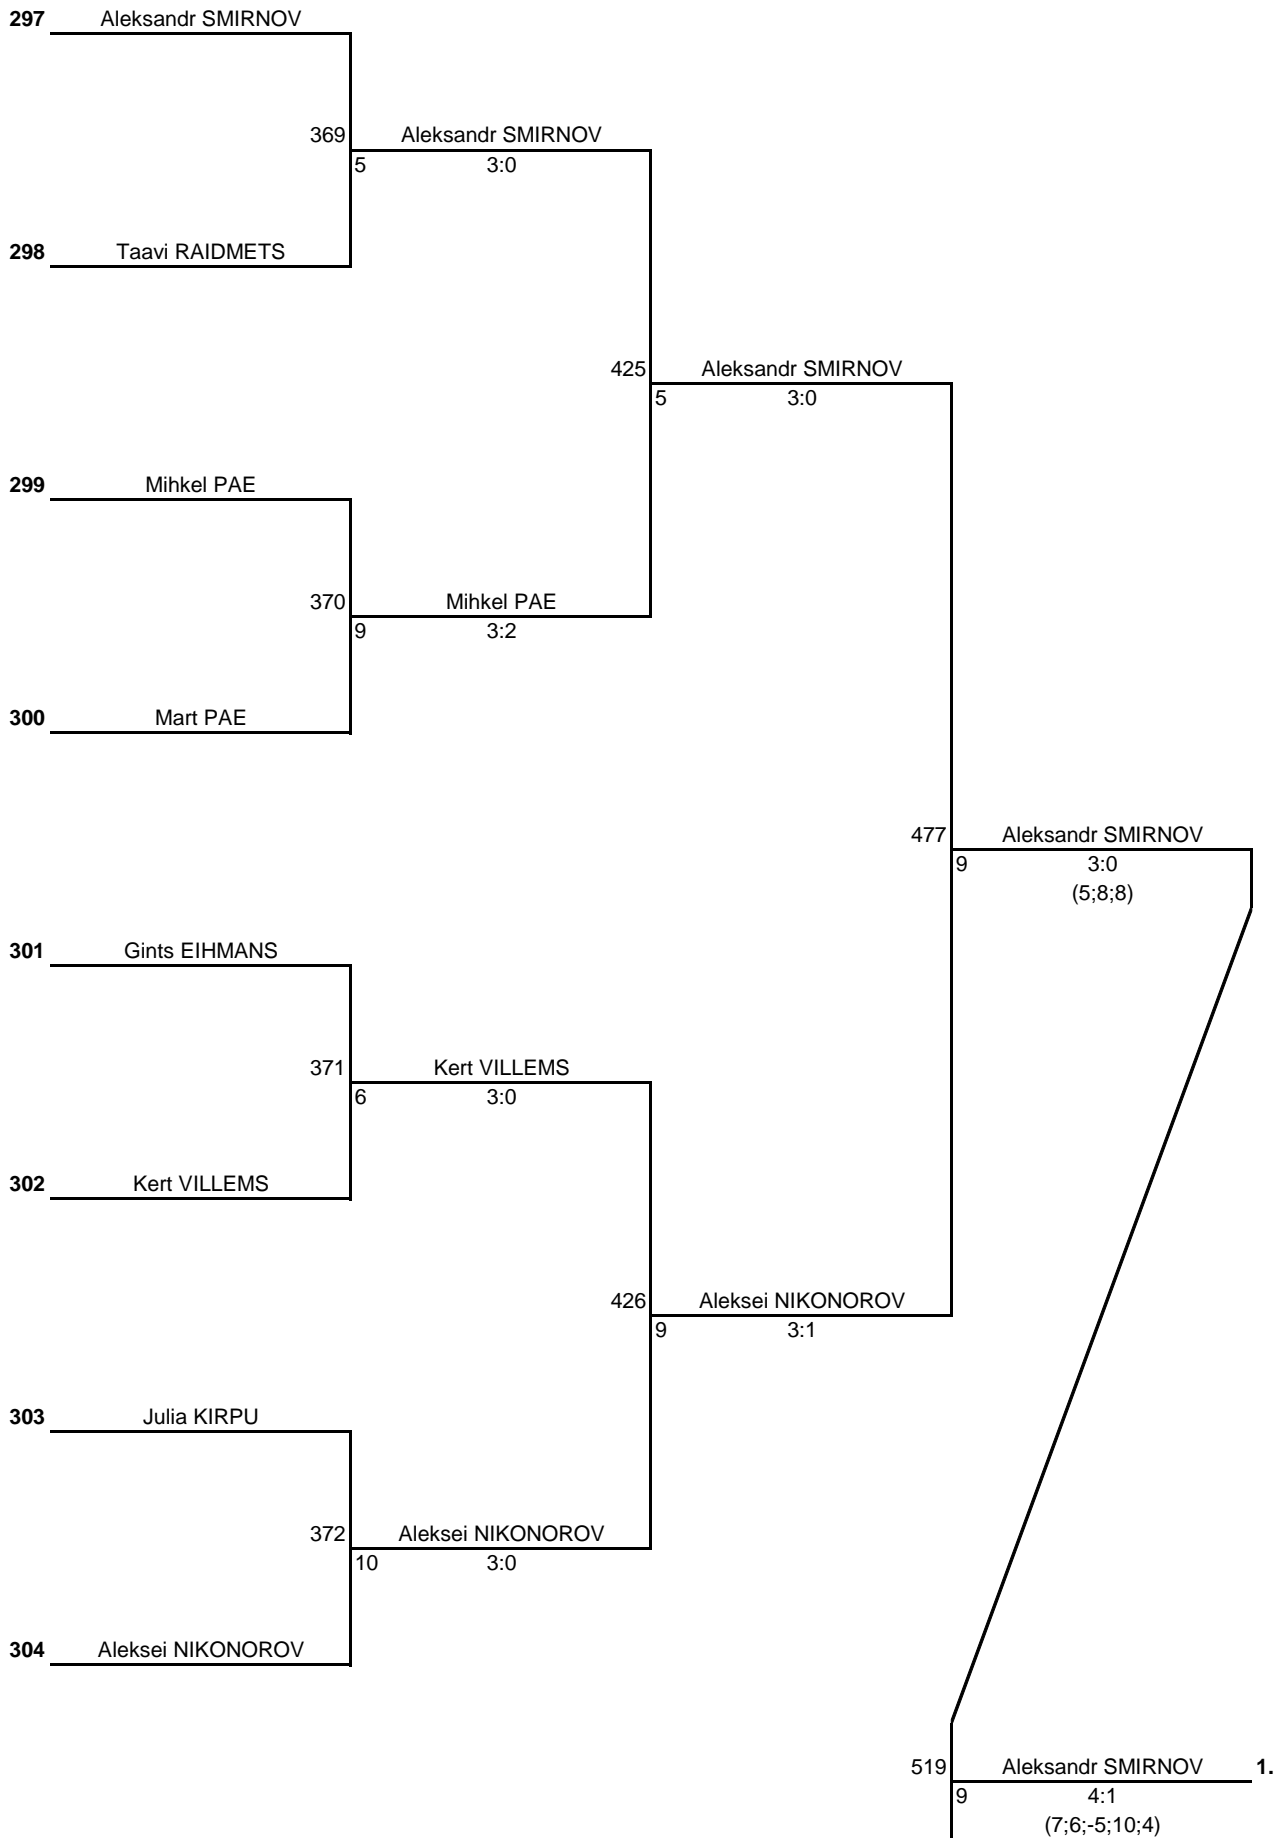 297 Aleksandr SMIRNOV
369 Aleksandr SMIRNOV
5 3:0
298 Taavi RAIDMETS
425 Aleksandr SMIRNOV
5 3:0
299 Mihkel PAE
370 Mihkel PAE
9 3:2
300 Mart PAE
477 Aleksandr SMIRNOV
9 3:0
(5;8;8)
301 Gints EIHMANS
371 Kert VILLEMS
6 3:0
302 Kert VILLEMS
426 Aleksei NIKONOROV
9 3:1
303 Julia KIRPU
372 Aleksei NIKONOROV
10 3:0
304 Aleksei NIKONOROV
519 Aleksandr SMIRNOV 1.
9 4:1
(7;6;-5;10;4)